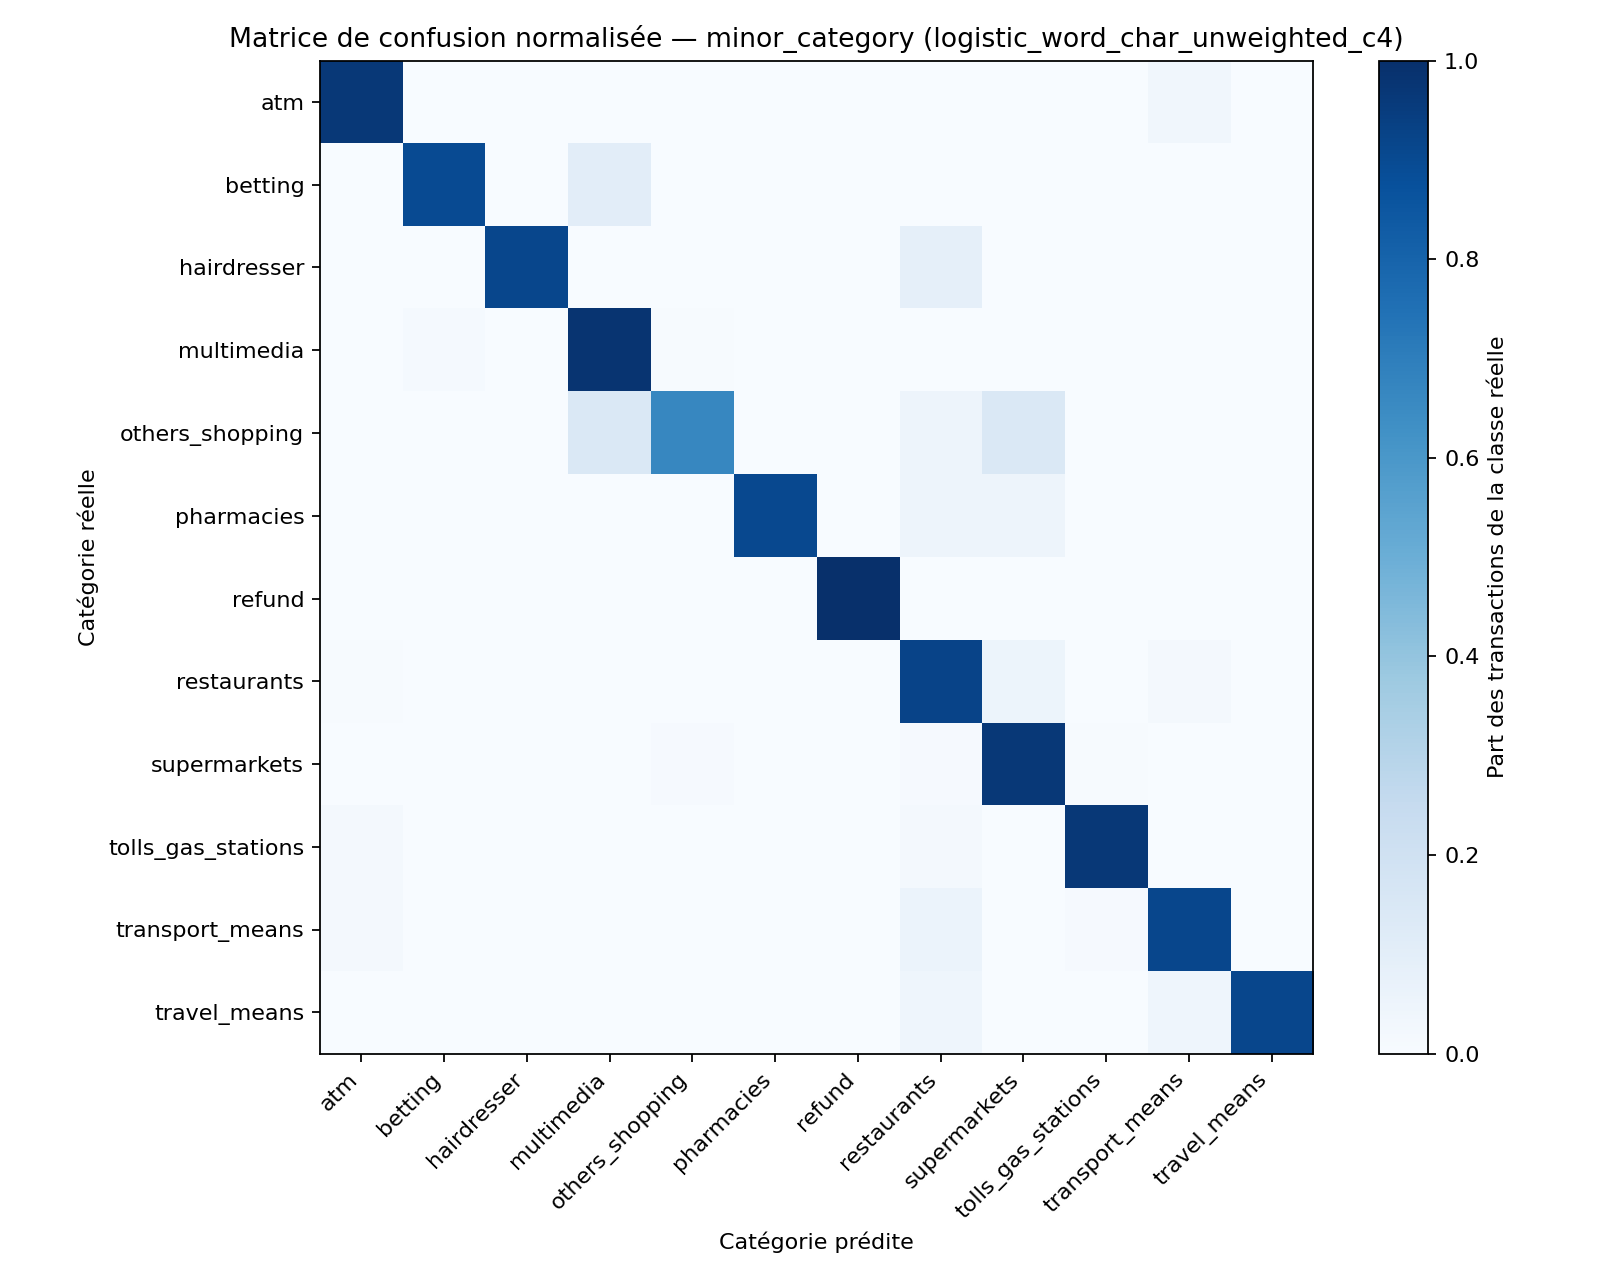 Matrice de confusion normalisée — minor_category (logistic_word_char_unweighted_c4)
Catégorie réelle
atm
betting
hairdresser
multimedia
others_shopping
pharmacies
refund
restaurants
supermarkets
tolls_gas_stations
transport_means
travel_means
atm
betting
hairdresser
multimedia
others_shopping
pharmacies
refund
restaurants
supermarkets
tolls_gas_stations
transport_means
travel_means
Catégorie prédite
1.0
0.8
0.6
0.4
0.2
0.0
Part des transactions de la classe réelle